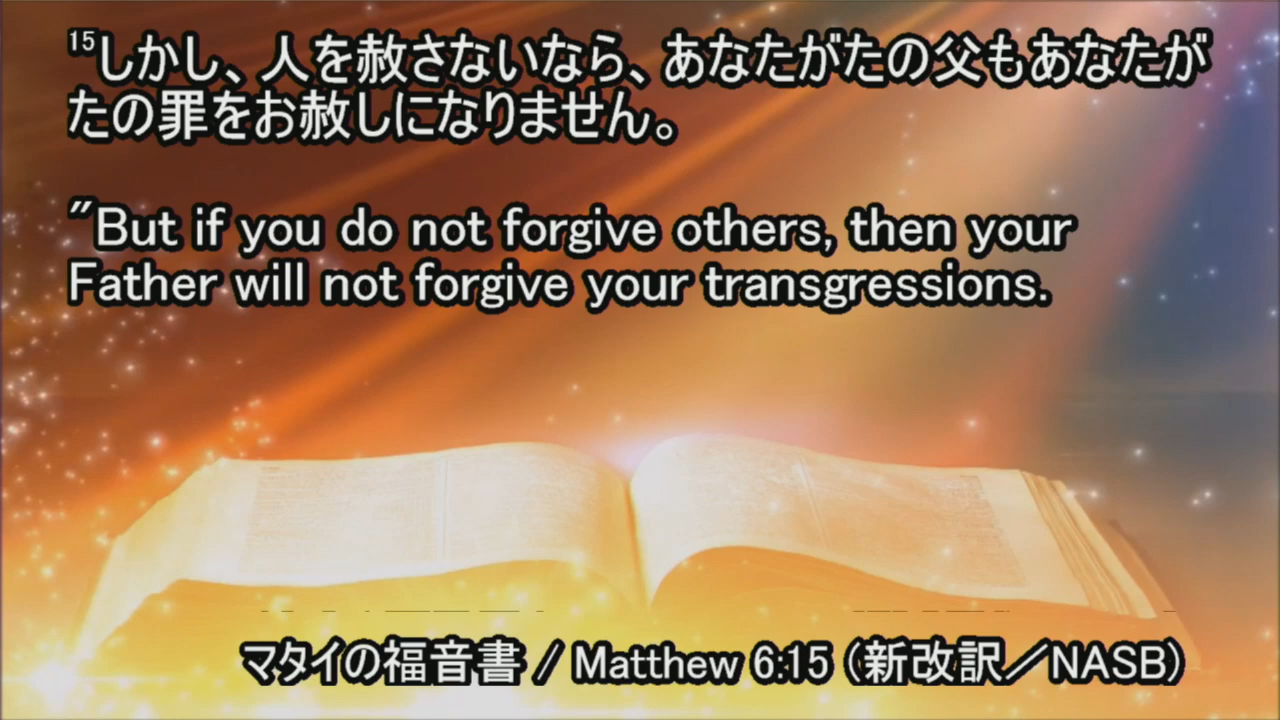 15しかし、人を赦さないなら、あなたがたの父もあなたが
たの罪をお赦しになりません。
"But if you do not forgive others, then your
Father will not forgive your transgressions.
マタイの福音書 / Matthew 6:15 (新改訳／NASB)